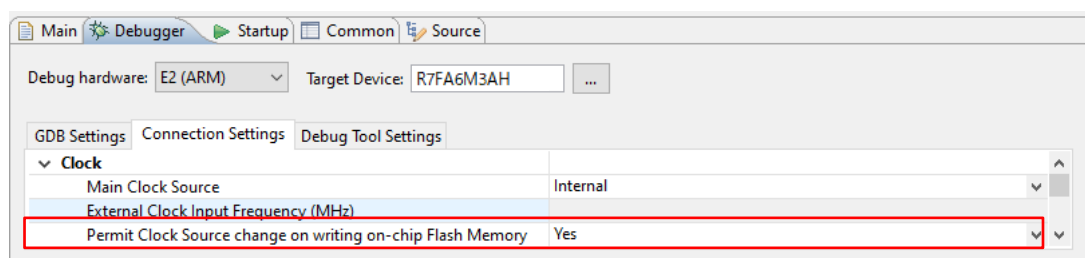 Main Debugger Startup Common Source
Debug hardware: E2 (ARM) Target Device: R7FA6M3AH ...
GDB Settings Connection Settings Debug Tool Settings
Clock
Main Clock Source Internal
External Clock Input Frequency (MHz)
Permit Clock Source change on writing on-chip Flash Memory Yes